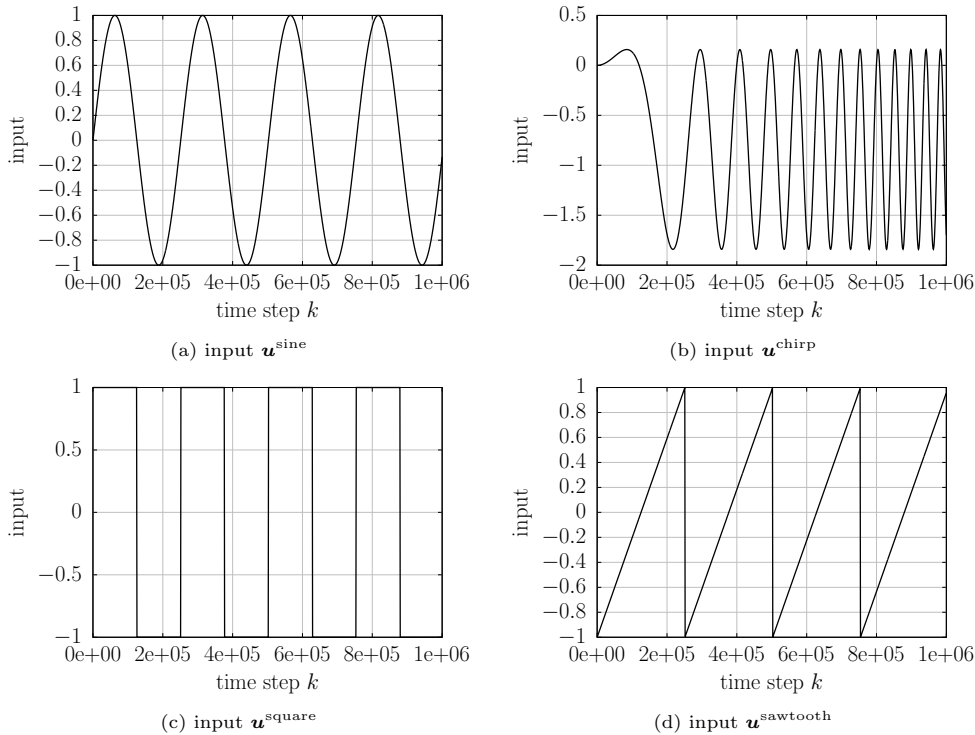 1
0.8
0.6
0.4
0.2
0
−0.2
−0.4
−0.6
−0.8
−1
input
0e+00 2e+05 4e+05 6e+05 8e+05 1e+06
time step k
(a) input u^sine
0.5
0
−0.5
−1
−1.5
−2
input
0e+00 2e+05 4e+05 6e+05 8e+05 1e+06
time step k
(b) input u^chirp
1
0.5
0
−0.5
−1
input
0e+00 2e+05 4e+05 6e+05 8e+05 1e+06
time step k
(c) input u^square
1
0.8
0.6
0.4
0.2
0
−0.2
−0.4
−0.6
−0.8
−1
input
0e+00 2e+05 4e+05 6e+05 8e+05 1e+06
time step k
(d) input u^sawtooth